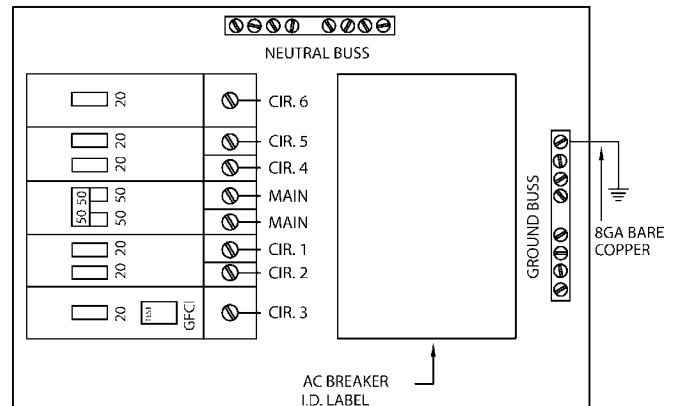 NEUTRAL BUSS
20 CIR. 6
20 CIR. 5
20 CIR. 4
50 50 MAIN
50 50 MAIN
20 CIR. 1
20 CIR. 2
20 TEST GFCI CIR. 3
GROUND BUSS
8GA BARE
COPPER
AC BREAKER
I.D. LABEL